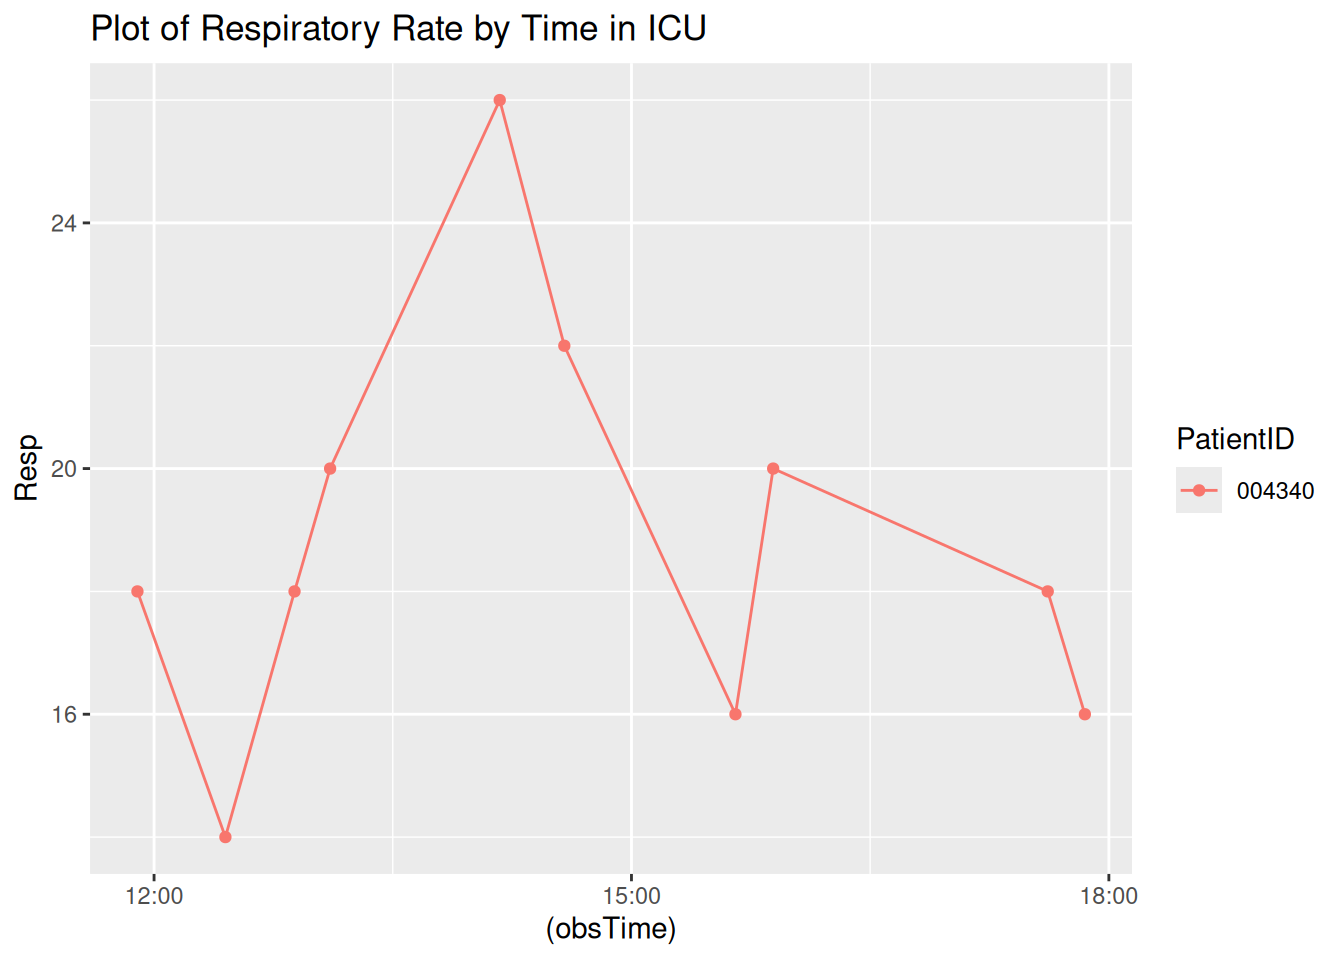 Plot of Respiratory Rate by Time in ICU
24
20
16
Resp
12:00 15:00 18:00
(obsTime)
PatientID
004340